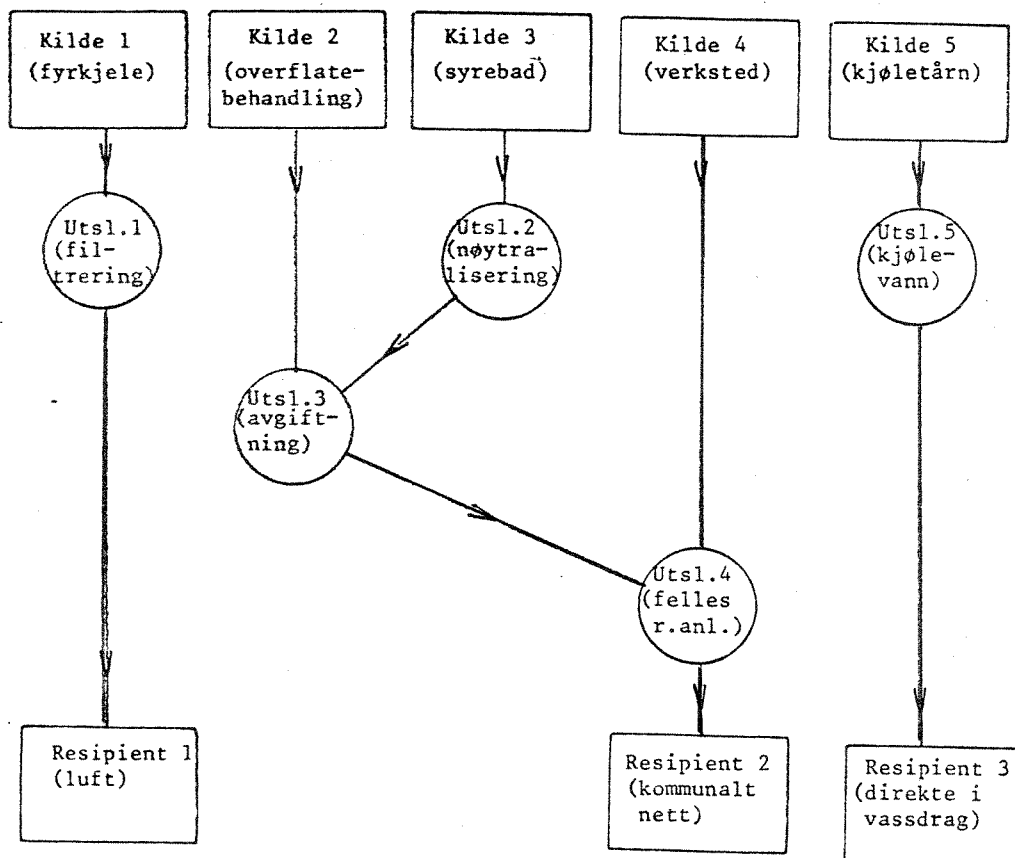 Kilde 1
(fyrkjele)
Kilde 2
(overflate-
behandling)
Kilde 3
(syrebad)
Kilde 4
(verksted)
Kilde 5
(kjøletårn)
Utsl.1
(fil-
trering)
Utsl.2
(nøytra-
lisering)
Utsl.5
(kjøle-
vann)
Utsl.3
(avgift-
ning)
Utsl.4
(felles
r.anl.)
Resipient 1
(luft)
Resipient 2
(kommunalt
nett)
Resipient 3
(direkte i
vassdrag)